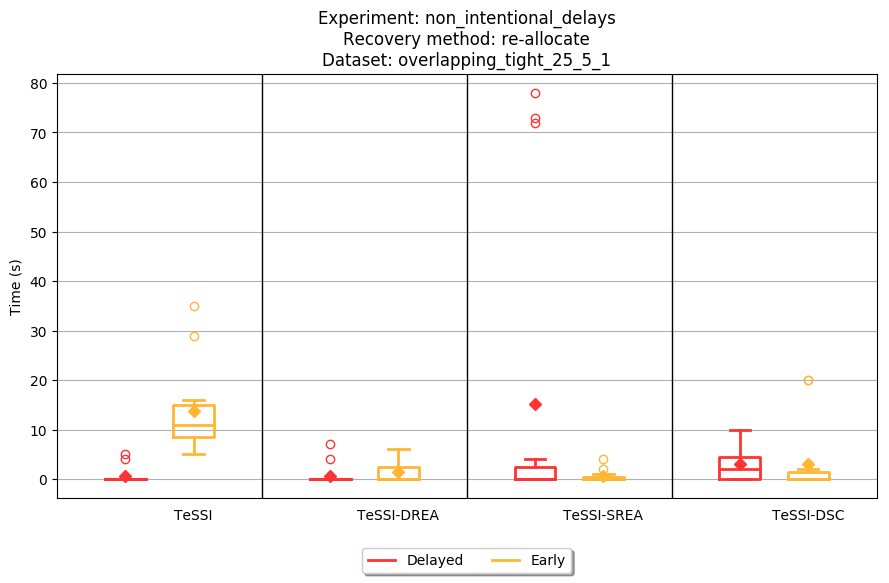 Experiment: non_intentional_delays
Recovery method: re-allocate
Dataset: overlapping_tight_25_5_1
80
70
60
50
40
30
20
10
0
Time (s)
TeSSI
TeSSI-DREA
TeSSI-SREA
TeSSI-DSC
Delayed
Early